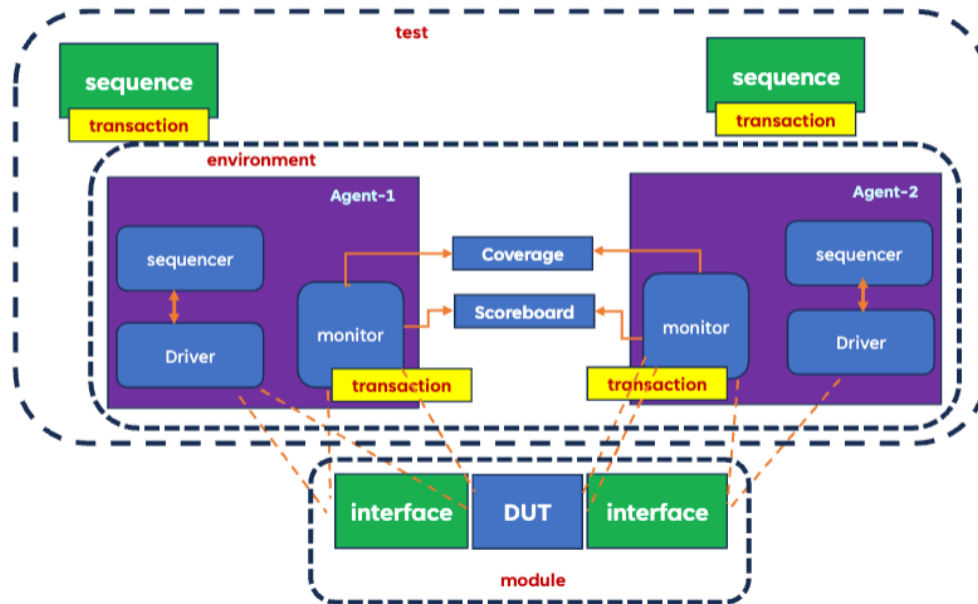 test
sequence
transaction
sequence
transaction
environment
Agent-1
Agent-2
sequencer
Driver
monitor
transaction
Coverage
Scoreboard
monitor
transaction
sequencer
Driver
interface
DUT
interface
module